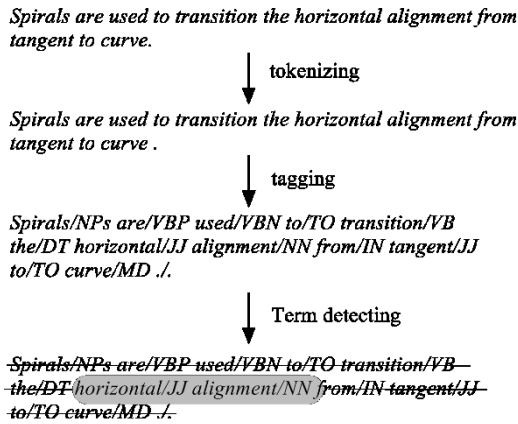 Spirals are used to transition the horizontal alignment from
tangent to curve.
tokenizing
Spirals are used to transition the horizontal alignment from
tangent to curve .
tagging
Spirals/NPs are/VBP used/VBN to/TO transition/VB
the/DT horizontal/JJ alignment/NN from/IN tangent/JJ
to/TO curve/MD ./.
Term detecting
Spirals/NPs are/VBP used/VBN to/TO transition/VB
the/DT horizontal/JJ alignment/NN from/IN tangent/JJ
to/TO curve/MD ./.